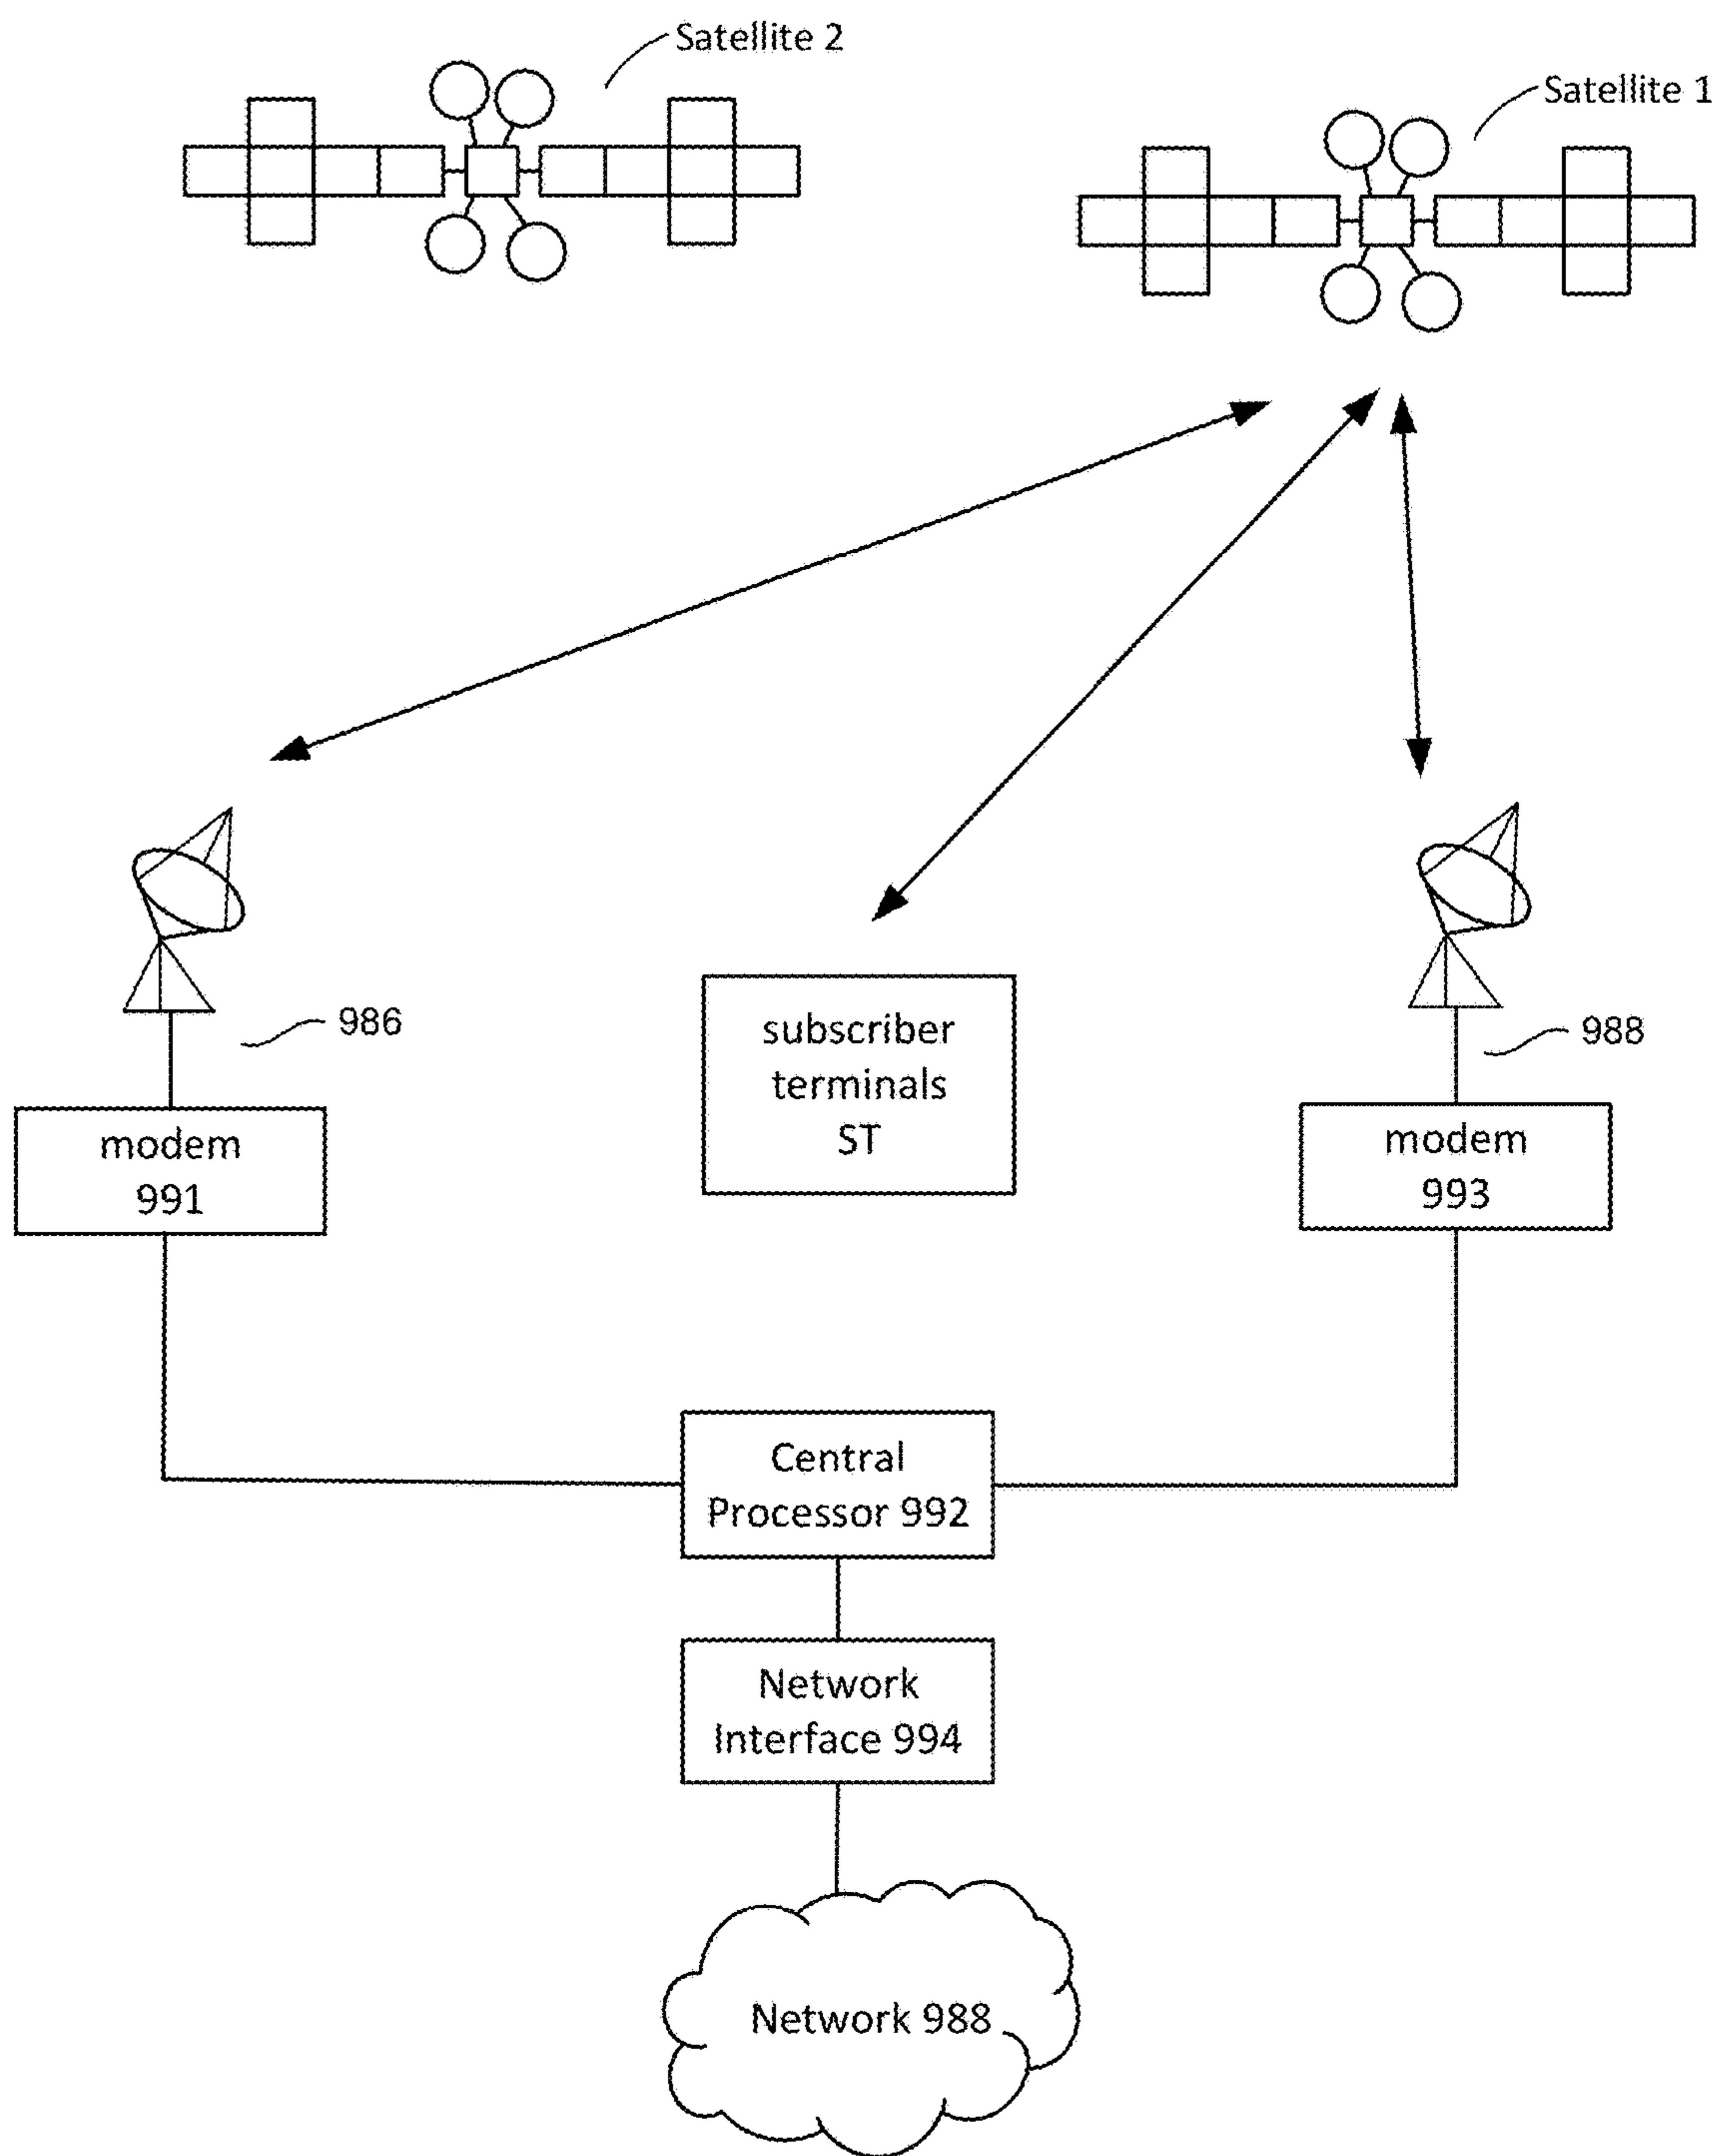 Satellite 2
Satellite 1
986
988
subscriber
terminals
ST
modem
991
modem
993
Central
Processor 992
Network
Interface 994
Network 988